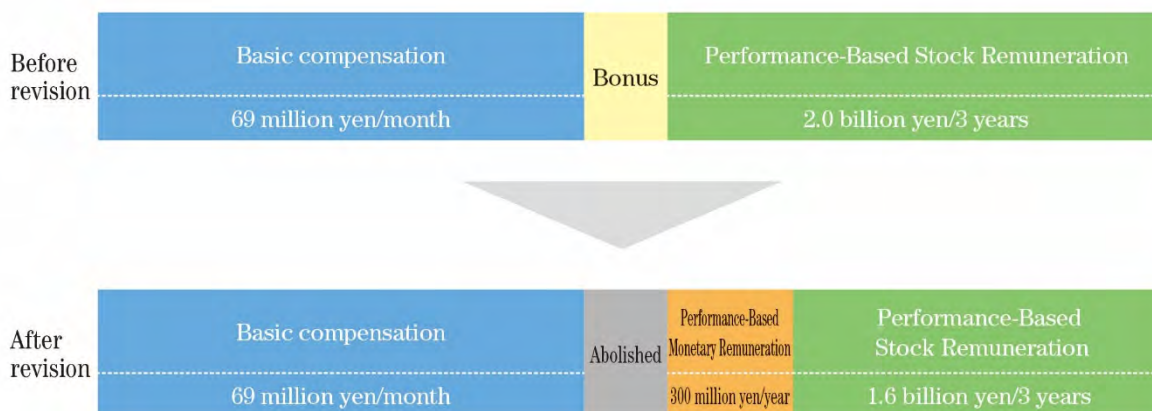 Before
revision
Basic compensation
69 million yen/month
Bonus
Performance-Based Stock Remuneration
2.0 billion yen/3 years
After
revision
Basic compensation
69 million yen/month
Abolished
Performance-Based
Monetary Remuneration
300 million yen/year
Performance-Based
Stock Remuneration
1.6 billion yen/3 years